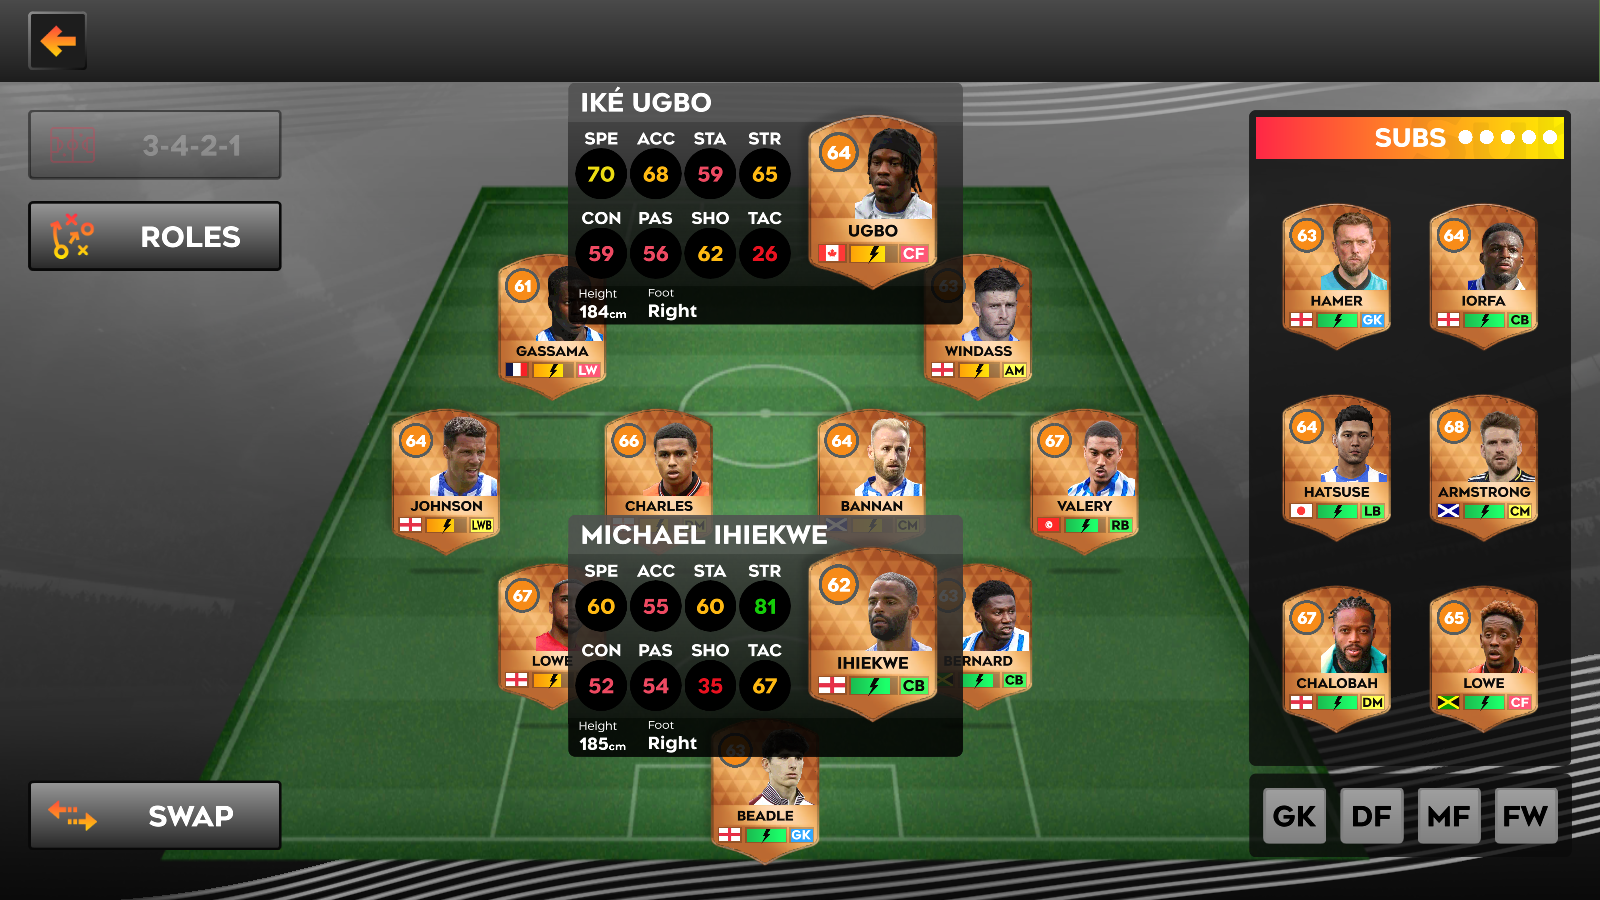 3-4-2-1
ROLES
SWAP
IKÉ UGBO
SPE ACC STA STR
70 68 59 65
CON PAS SHO TAC
59 56 62 26
Height Foot
184cm Right
64
UGBO
CF
61
GASSAMA
LW
63
WINDASS
AM
64
JOHNSON
LWB
66
CHARLES
64
BANNAN
CM
67
VALERY
RB
MICHAEL IHIEKWE
SPE ACC STA STR
60 55 60 81
CON PAS SHO TAC
52 54 35 67
Height Foot
185cm Right
62
IHIEKWE
CB
67
LOWE
63
BERNARD
CB
63
BEADLE
GK
SUBS
63
HAMER
GK
64
IORFA
CB
64
HATSUSE
LB
68
ARMSTRONG
CM
67
CHALOBAH
DM
65
LOWE
CF
GK DF MF FW